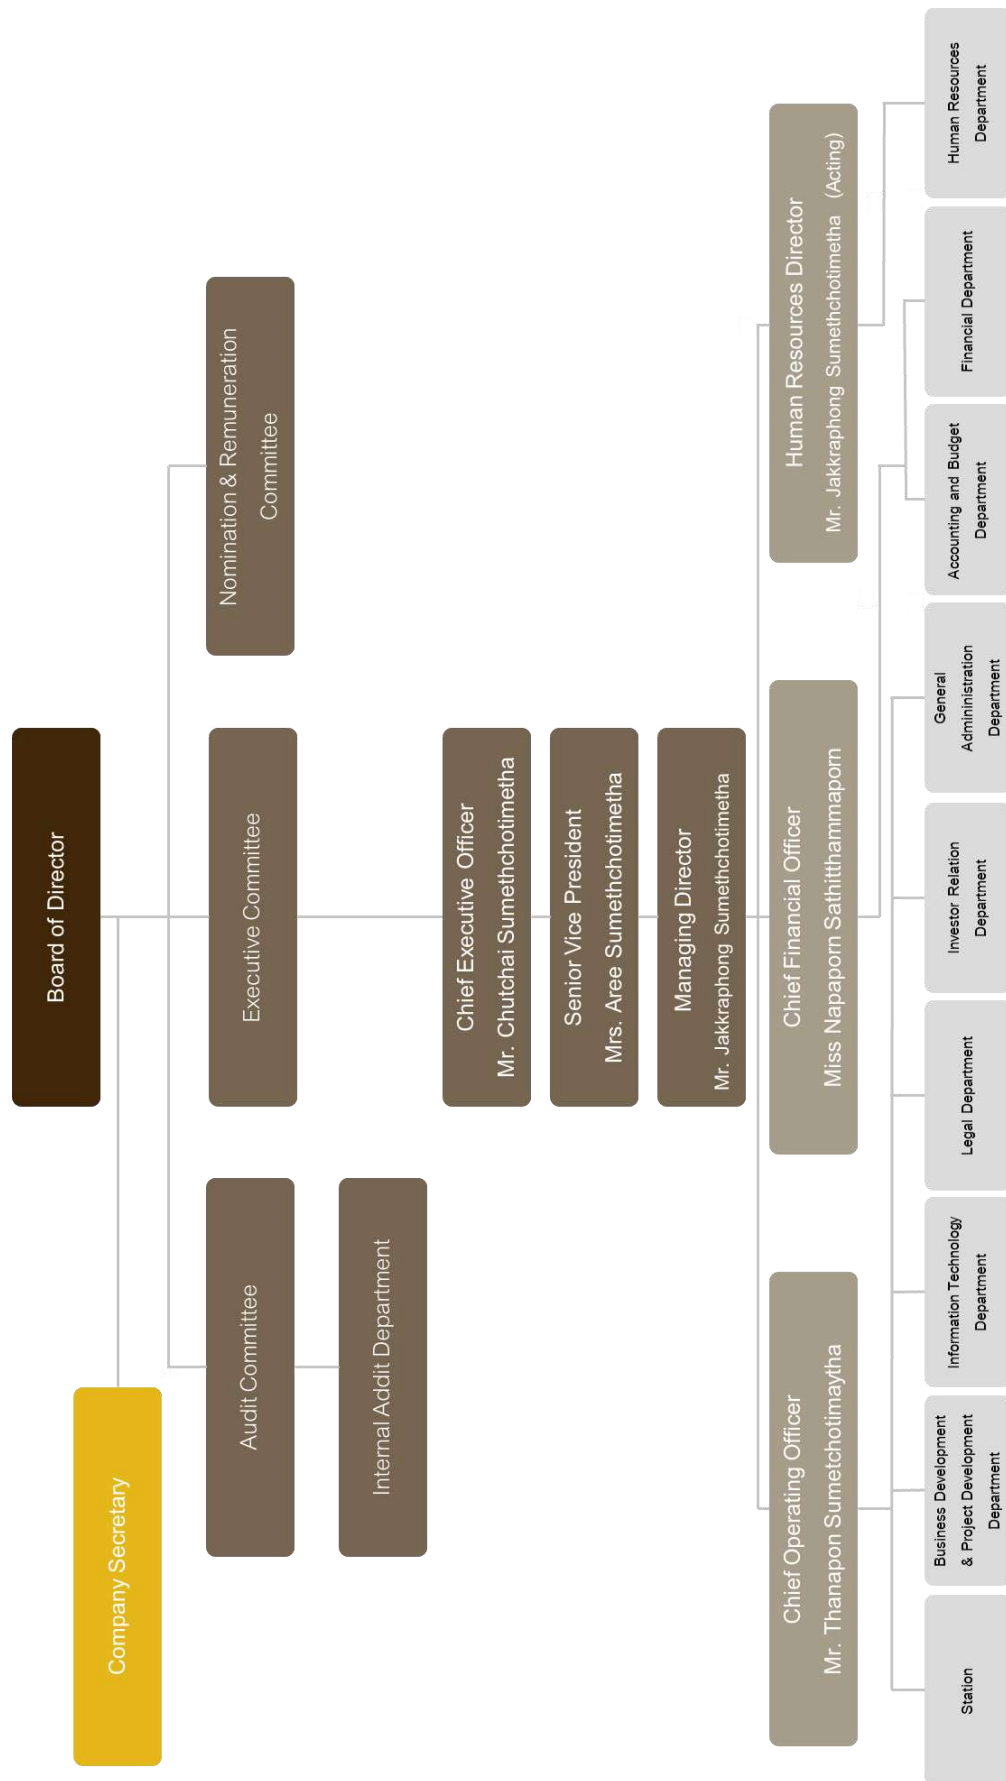 Board of Director
Company Secretary
Audit Committee
Executive Committee
Nomination & Remuneration
Committee
Internal Addit Department
Chief Executive Officer
Mr. Chutchai Sumethchotimetha
Senior Vice President
Mrs. Aree Sumethchotimetha
Managing Director
Mr. Jakkraphong Sumethchotimetha
Chief Operating Officer
Mr. Thanapon Sumetchotimaytha
Chief Financial Officer
Miss Napaporn Sathitthammaporn
Human Resources Director
Mr. Jakkraphong Sumethchotimetha (Acting)
Station
Business Development
& Project Development
Department
Information Technology
Department
Legal Department
Investor Relation
Department
General
Admininistration
Department
Accounting and Budget
Department
Financial Department
Human Resources
Department